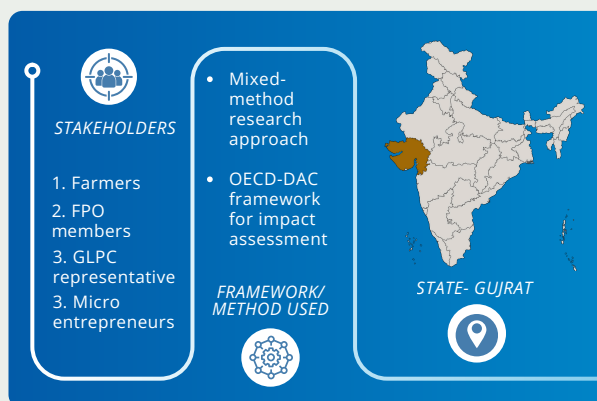 STAKEHOLDERS
1. Farmers
2. FPO
members
3. GLPC
representative
3. Micro
entrepreneurs
• Mixed-
method
research
approach
• OECD-DAC
framework
for impact
assessment
FRAMEWORK/
METHOD USED
STATE- GUJRAT